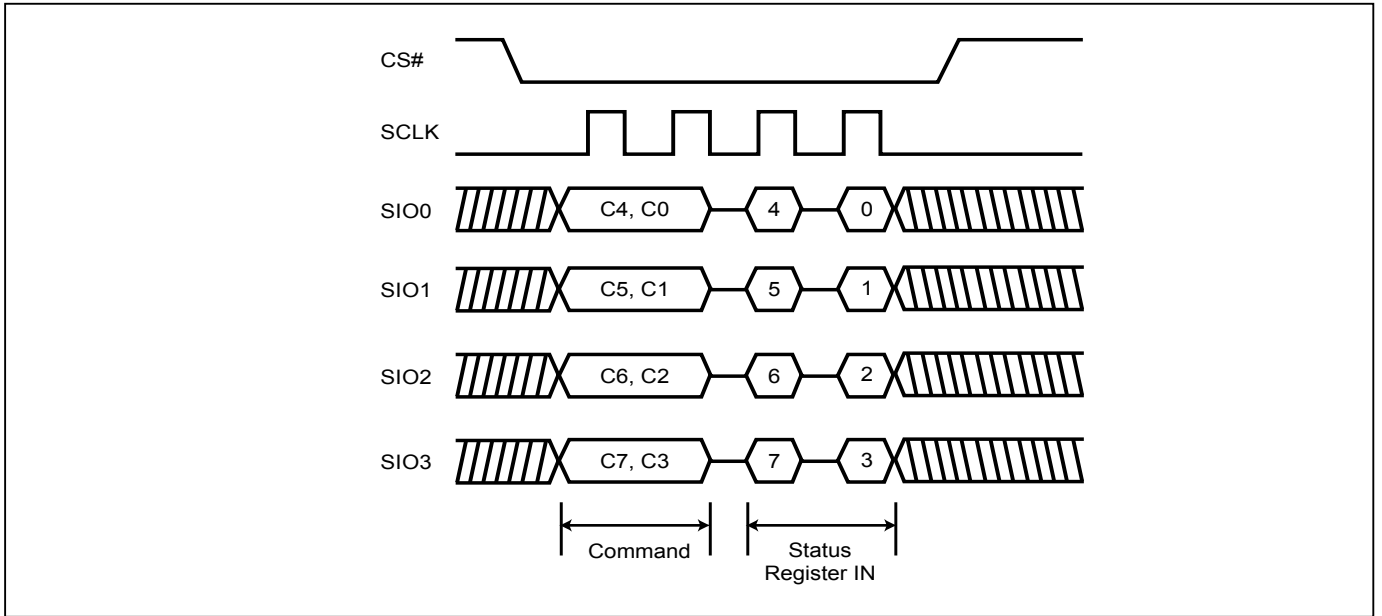 CS#
SCLK
SIO0 C4, C0 4 0
SIO1 C5, C1 5 1
SIO2 C6, C2 6 2
SIO3 C7, C3 7 3
Command
Status
Register IN